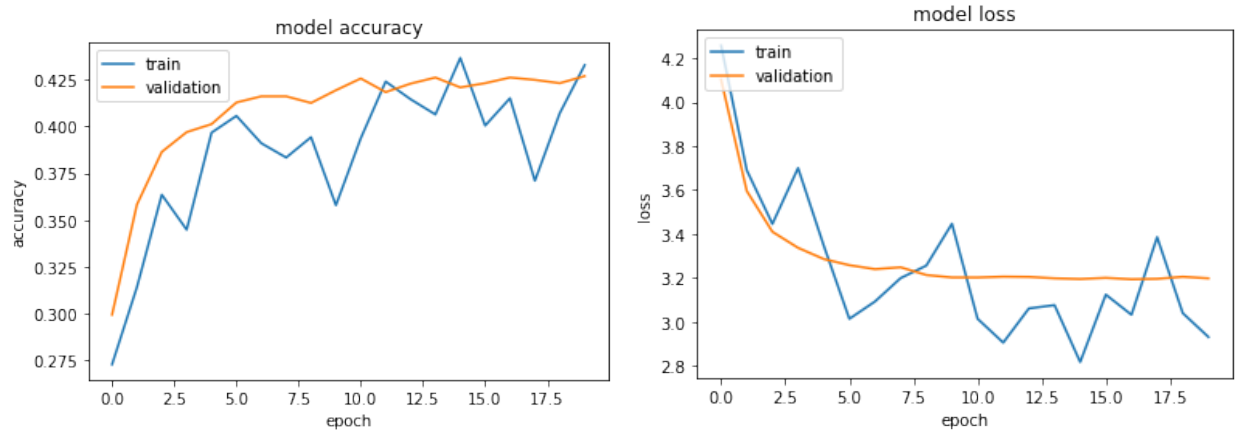 model accuracy
train
validation
0.425
0.400
0.375
0.350
0.325
0.300
0.275
accuracy
0.0 2.5 5.0 7.5 10.0 12.5 15.0 17.5
epoch
model loss
train
validation
4.2
4.0
3.8
3.6
3.4
3.2
3.0
2.8
loss
0.0 2.5 5.0 7.5 10.0 12.5 15.0 17.5
epoch